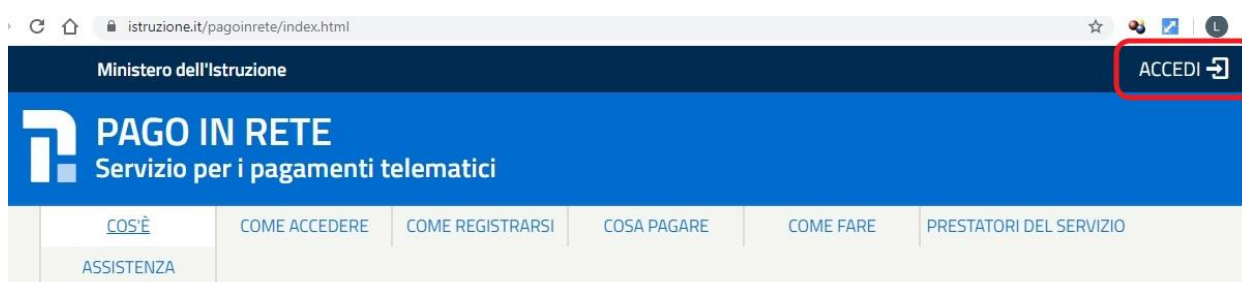 istruzione.it/pagoinrete/index.html
L
Ministero dell'Istruzione
ACCEDI
PAGO IN RETE
Servizio per i pagamenti telematici
COS'È COME ACCEDERE COME REGISTRARSI COSA PAGARE COME FARE PRESTATORI DEL SERVIZIO
ASSISTENZA